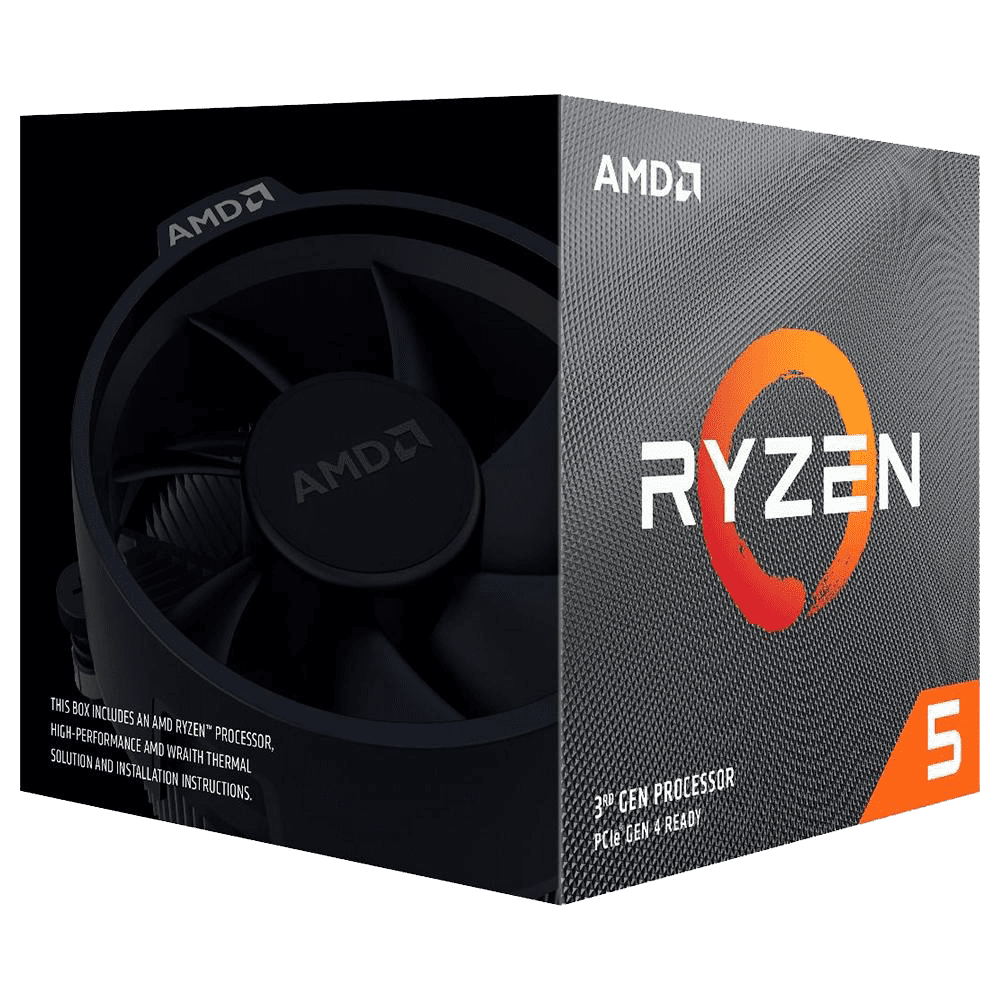 AMD
AMD
THIS BOX INCLUDES AN AMD RYZEN™ PROCESSOR,
HIGH-PERFORMANCE AMD WRAITH THERMAL
SOLUTION AND INSTALLATION INSTRUCTIONS.
AMD
RYZEN
5
3RD GEN PROCESSOR
PCIe GEN 4 READY